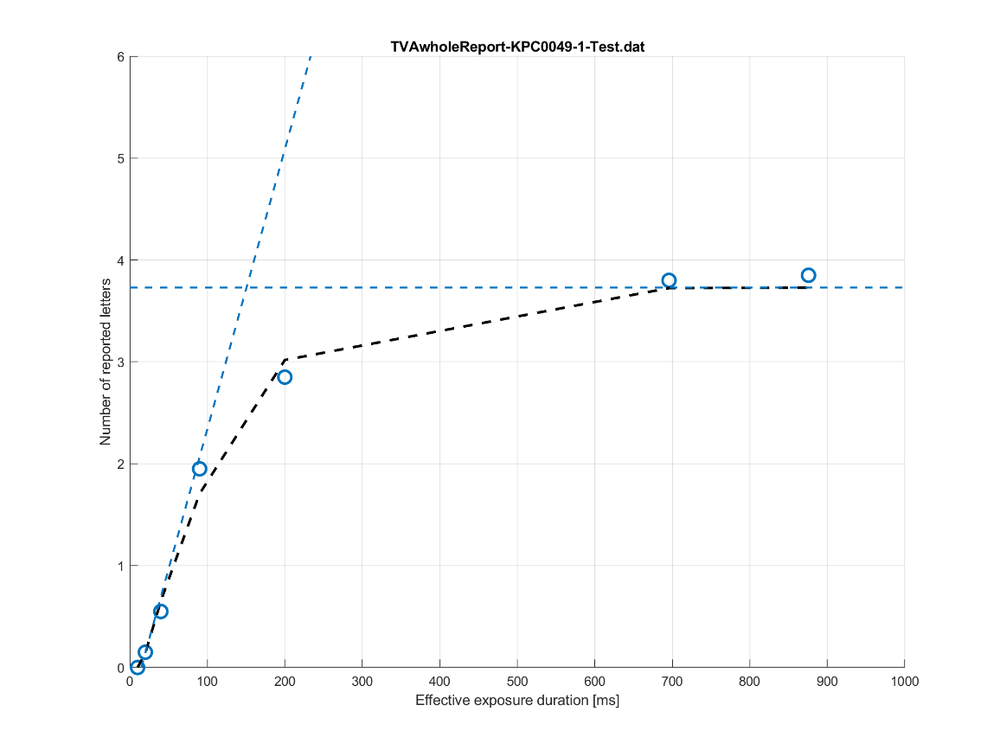 TVAwholeReport-KPC0049-1-Test.dat
6
5
4
3
2
1
0
Number of reported letters
0 100 200 300 400 500 600 700 800 900 1000
Effective exposure duration [ms]